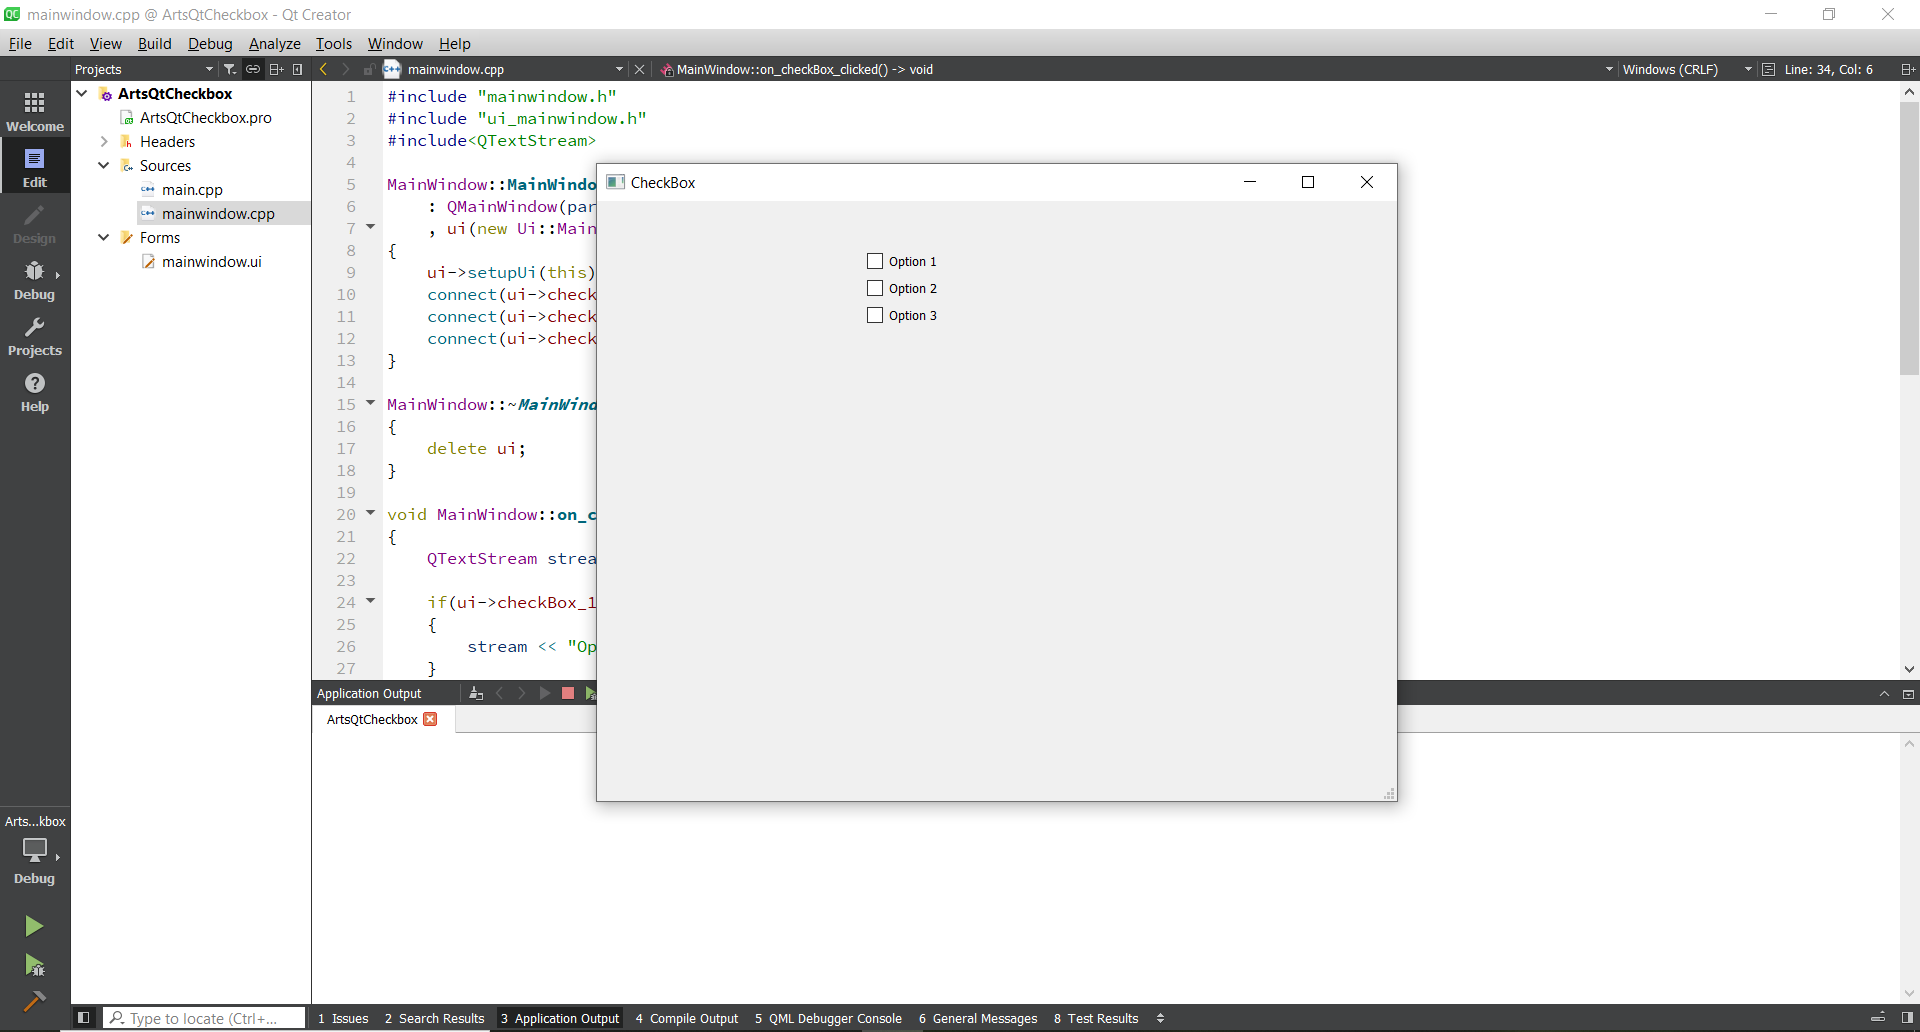 mainwindow.cpp @ ArtsQtCheckbox - Qt Creator
File Edit View Build Debug Analyze Tools Window Help
Projects
mainwindow.cpp
MainWindow::on_checkBox_clicked() -> void
Windows (CRLF)
Line: 34, Col: 6
Welcome
Edit
Design
Debug
Projects
Help
ArtsQtCheckbox
ArtsQtCheckbox.pro
Headers
Sources
main.cpp
mainwindow.cpp
Forms
mainwindow.ui
1 #include "mainwindow.h"
2 #include "ui_mainwindow.h"
3 #include<QTextStream>
4
5 MainWindow::MainWindo
6 : QMainWindow(par
7 , ui(new Ui::Main
8 {
9 ui->setupUi(this)
10 connect(ui->check
11 connect(ui->check
12 connect(ui->check
13 }
14
15 MainWindow::~MainWind
16 {
17 delete ui;
18 }
19
20 void MainWindow::on_c
21 {
22 QTextStream strea
23
24 if(ui->checkBox_1
25 {
26 stream << "Op
27 }
CheckBox
Option 1
Option 2
Option 3
Application Output
ArtsQtCheckbox
Arts...kbox
Debug
Type to locate (Ctrl+...
1 Issues 2 Search Results 3 Application Output 4 Compile Output 5 QML Debugger Console 6 General Messages 8 Test Results